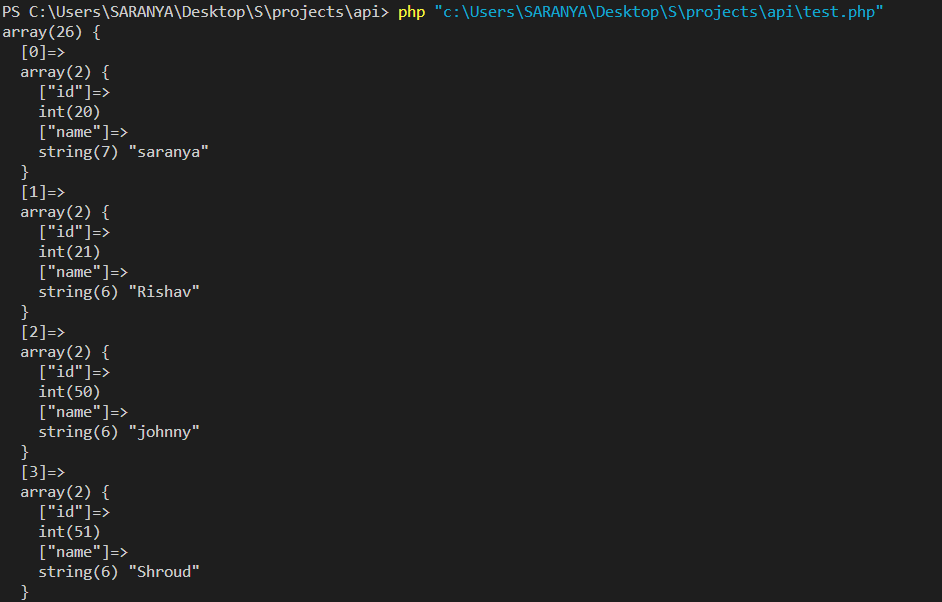 PS C:\Users\SARANYA\Desktop\S\projects\api> php "c:\Users\SARANYA\Desktop\S\projects\api\test.php"
array(26) {
  [0]=>
  array(2) {
    ["id"]=>
    int(20)
    ["name"]=>
    string(7) "saranya"
  }
  [1]=>
  array(2) {
    ["id"]=>
    int(21)
    ["name"]=>
    string(6) "Rishav"
  }
  [2]=>
  array(2) {
    ["id"]=>
    int(50)
    ["name"]=>
    string(6) "johnny"
  }
  [3]=>
  array(2) {
    ["id"]=>
    int(51)
    ["name"]=>
    string(6) "Shroud"
  }